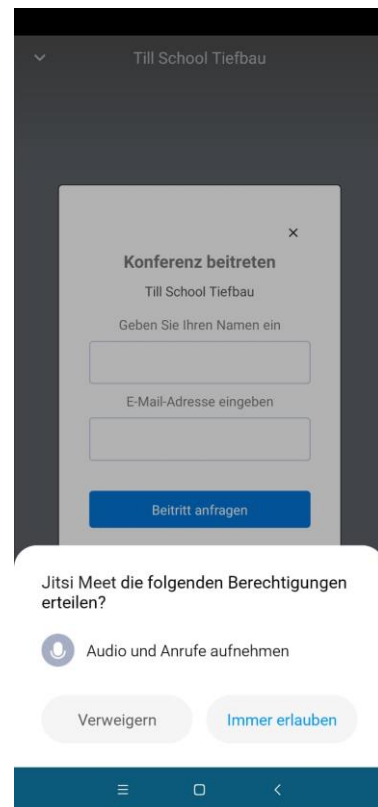 Till School Tiefbau
Konferenz beitreten
Till School Tiefbau
Geben Sie Ihren Namen ein
E-Mail-Adresse eingeben
Beitritt anfragen
Jitsi Meet die folgenden Berechtigungen
erteilen?
Audio und Anrufe aufnehmen
Verweigern Immer erlauben